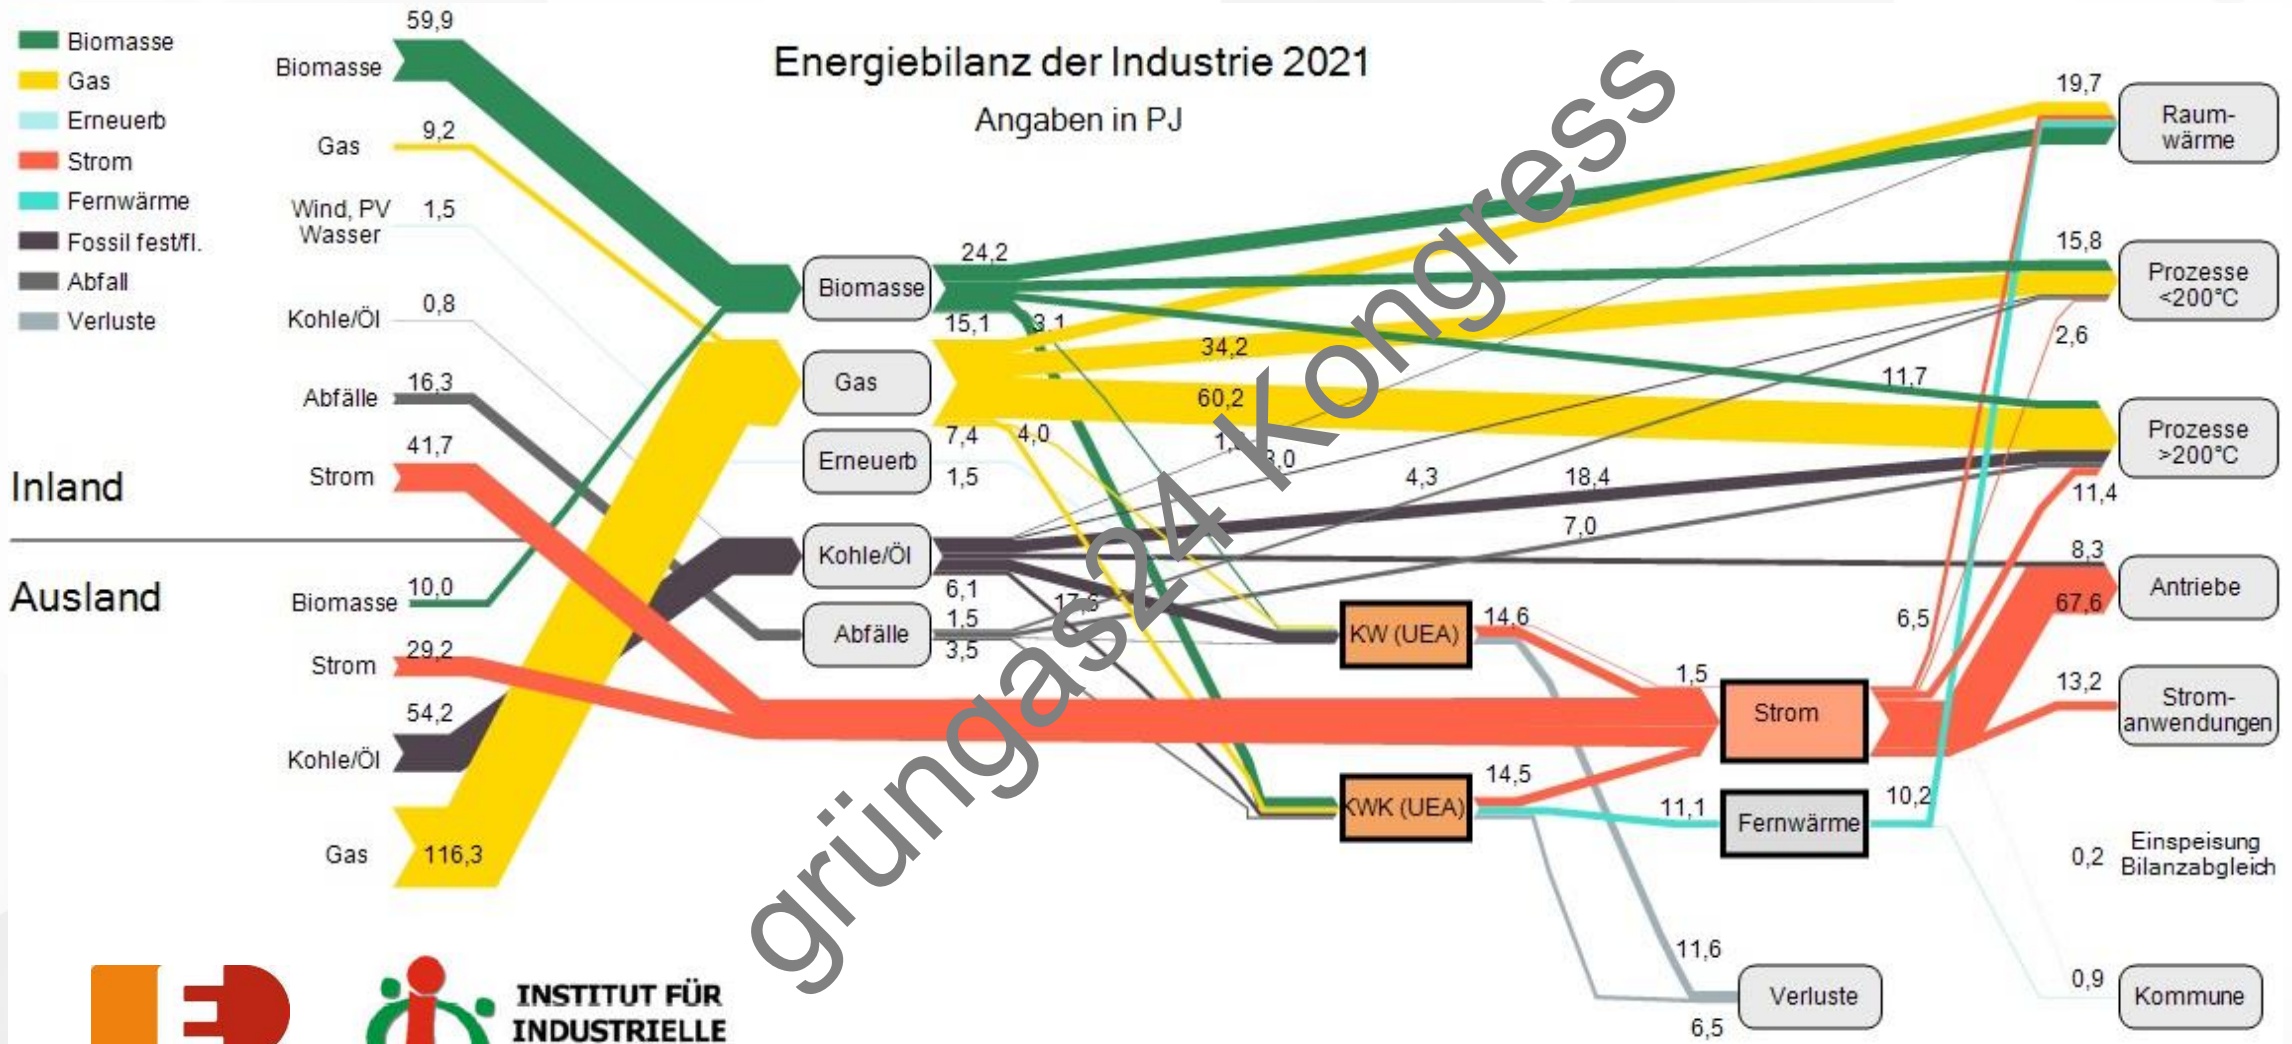 Energiebilanz der Industrie 2021
Angaben in PJ
Biomasse
Gas
Erneuerb
Strom
Fernwärme
Fossil fest/fl.
Abfall
Verluste
59,9
Biomasse
9,2
Gas
Wind, PV
Wasser
1,5
0,8
Kohle/Öl
16,3
Abfälle
41,7
Strom
Inland
Ausland
10,0
Biomasse
29,2
Strom
54,2
Kohle/Öl
Gas
116,3
Biomasse
24,2
15,1
3,1
Gas
34,2
60,2
11,7
7,4
4,0
Erneuerb
1,5
3,0
4,3
18,4
7,0
Kohle/Öl
6,1
1,5
3,5
Abfälle
KW (UEA)
14,6
KWK (UEA)
14,5
11,1
1,5
Strom
Fernwärme
6,5
10,2
11,6
6,5
Verluste
19,7
Raum-
wärme
15,8
Prozesse
<200°C
2,6
Prozesse
>200°C
11,4
8,3
Antriebe
67,6
13,2
Strom-
anwendungen
0,2
Einspeisung
Bilanzabgleich
0,9
Kommune
grüngas24 Kongress
INSTITUT FÜR
INDUSTRIELLE